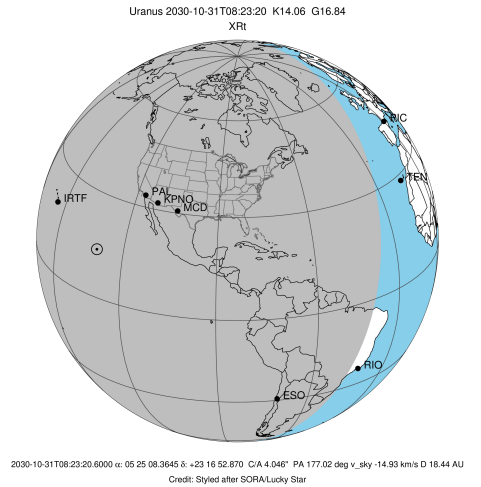 Uranus 2030-10-31T08:23:20 K14.06 G16.84
XRt
PIC
TEN
PAL
IRTF
KPNO
MCD
RIO
ESO
2030-10-31T08:23:20.6000 α: 05 25 08.3645 δ: +23 16 52.870 C/A 4.046" PA 177.02 deg v_sky -14.93 km/s D 18.44 AU
Credit: Styled after SORA/Lucky Star